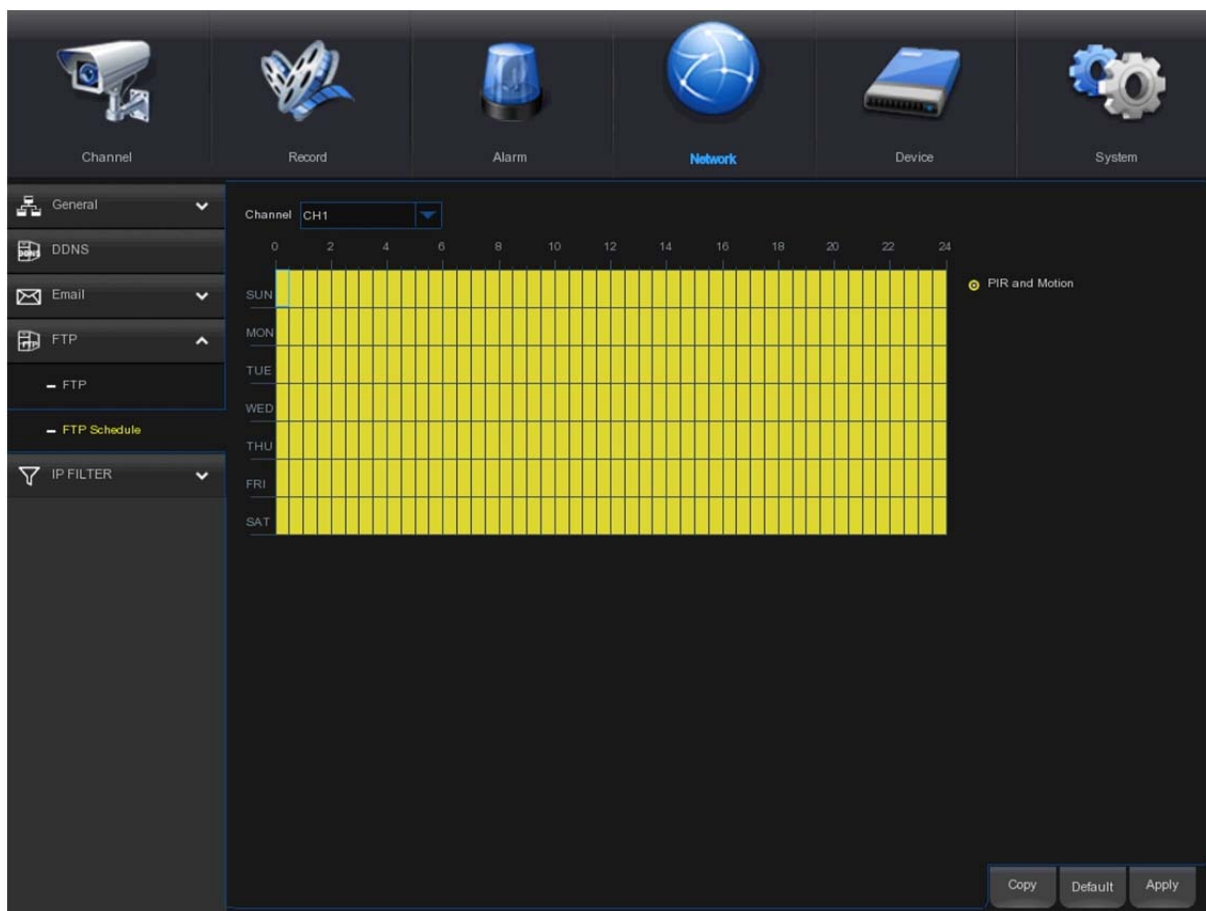 Channel
Record
Alarm
Network
Device
System
General
DDNS
DDNS
Email
FTP
FTP
FTP
FTP Schedule
IP FILTER
Channel CH1
0 2 4 6 8 10 12 14 16 18 20 22 24
SUN
MON
TUE
WED
THU
FRI
SAT
PIR and Motion
Copy Default Apply